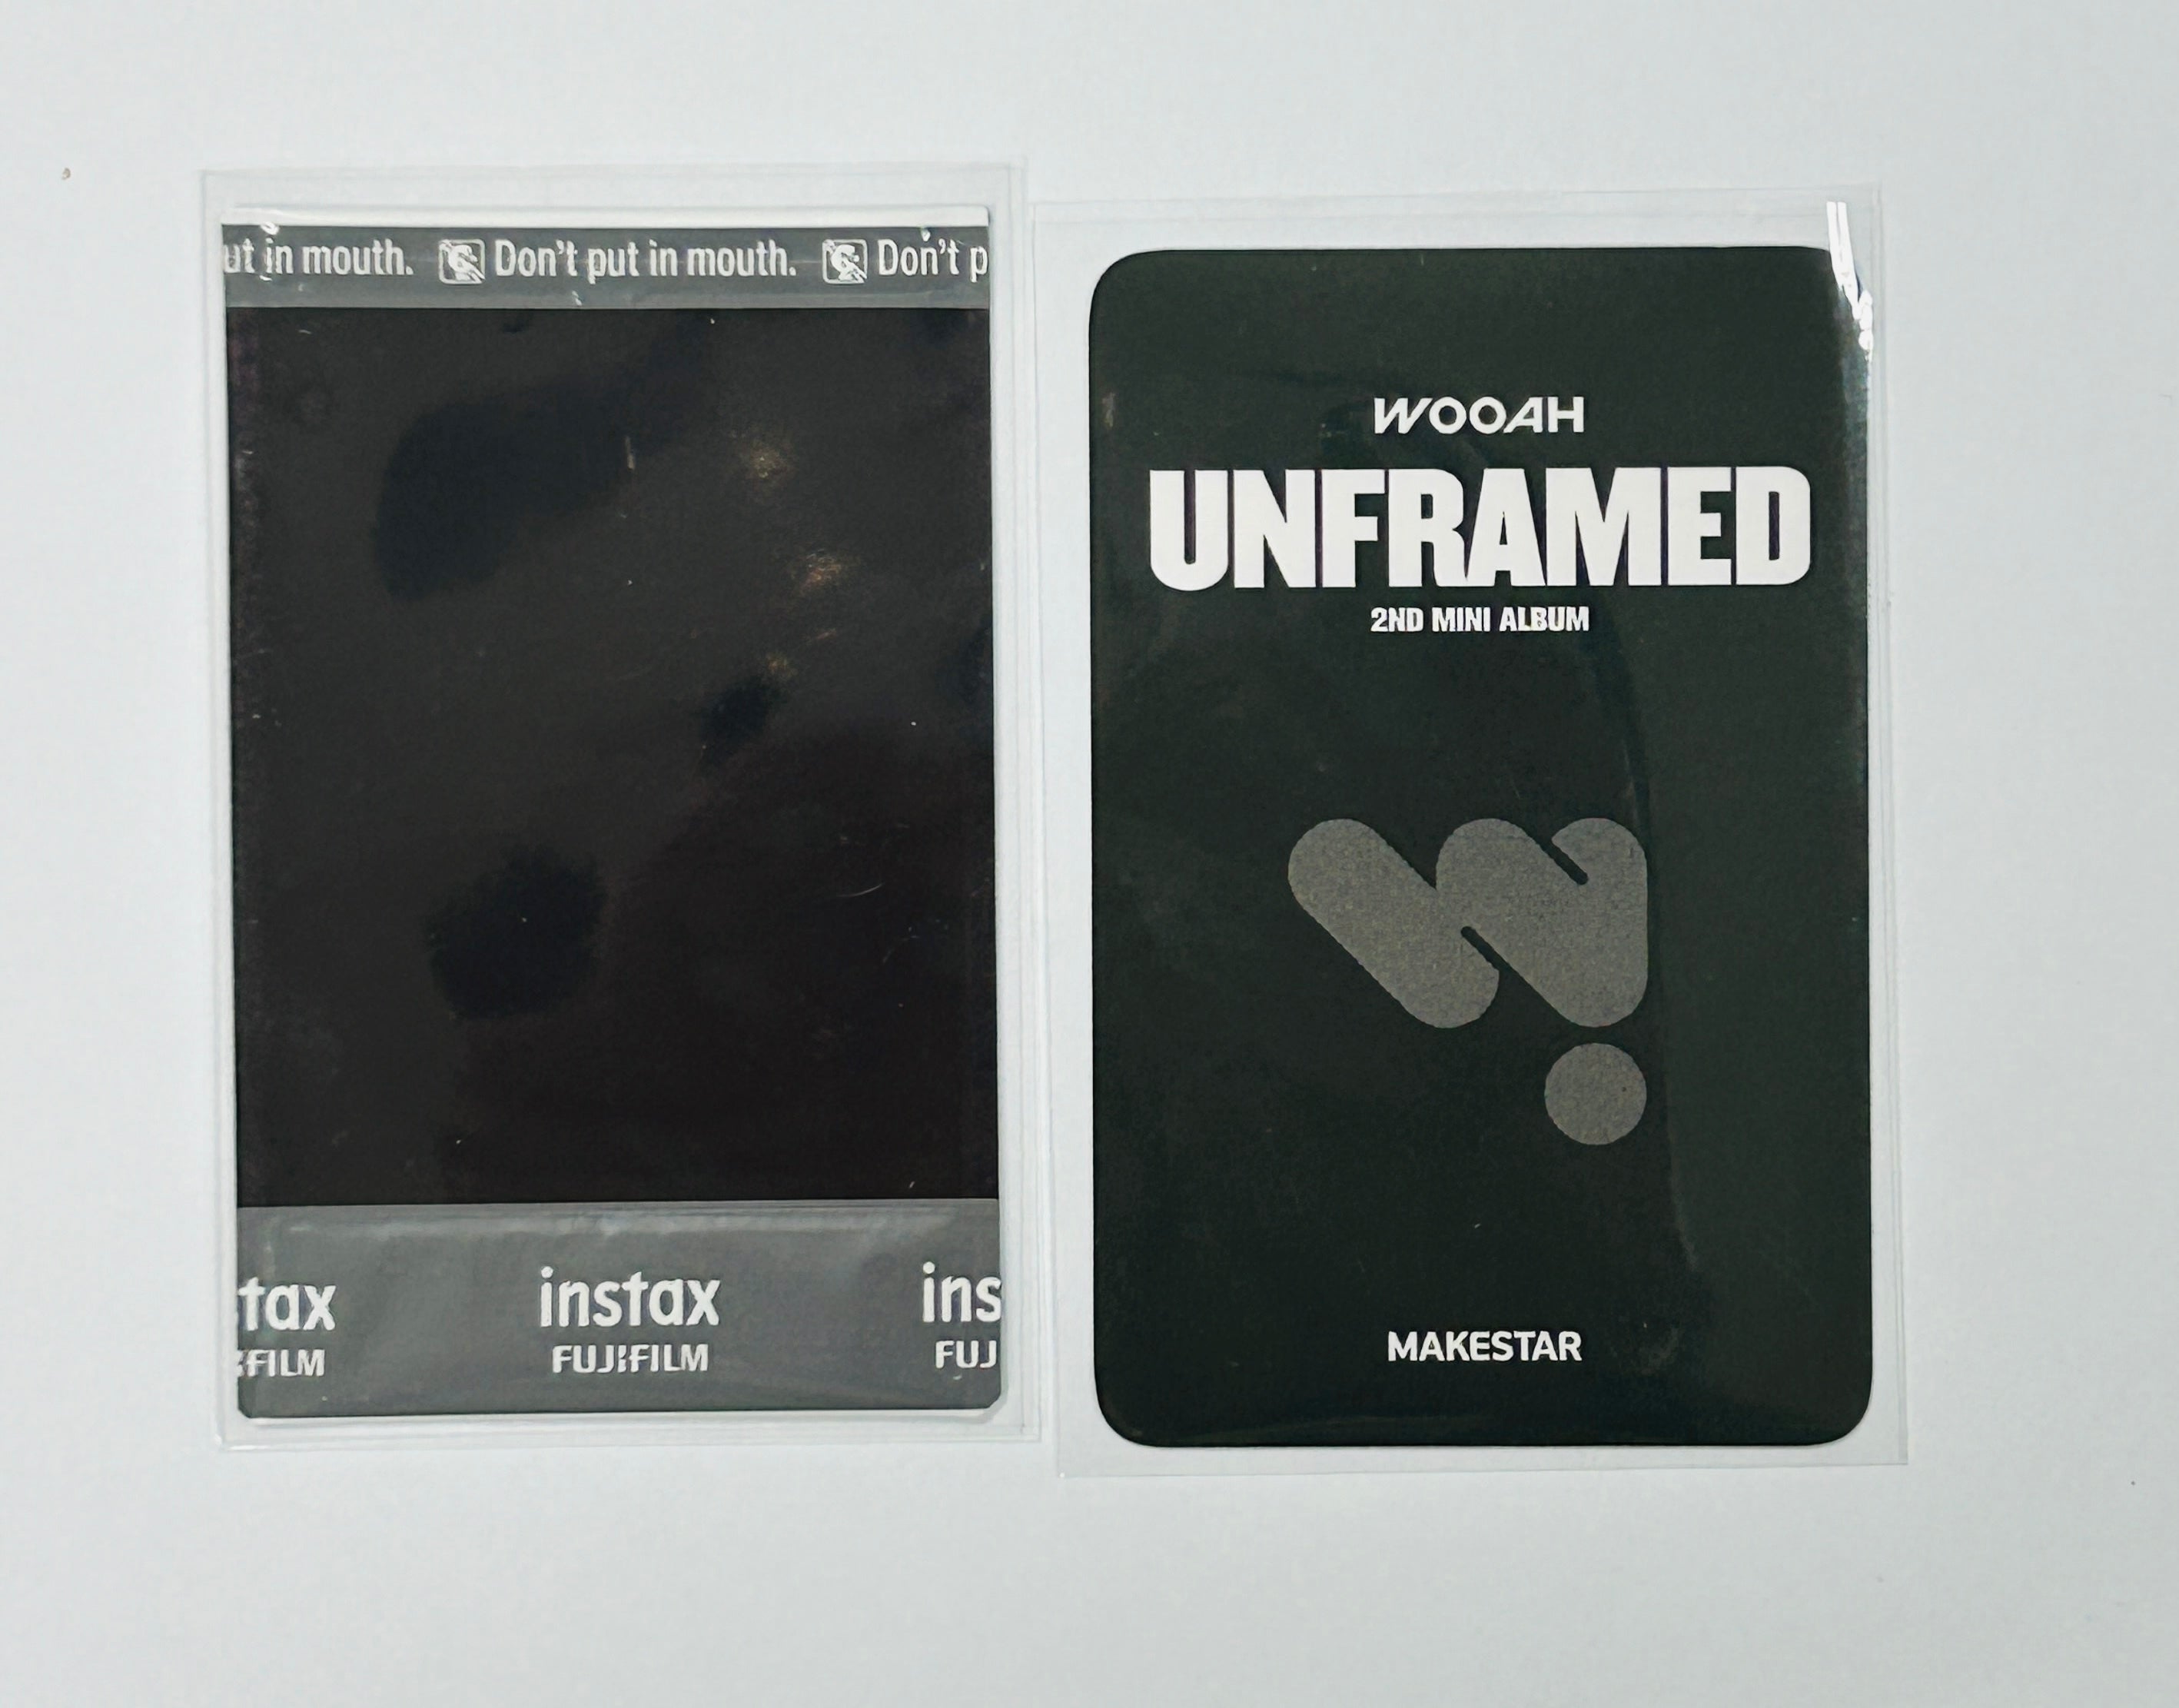 ut in mouth. Don't put in mouth. Don't p
tax instax ins
FILM FUJIFILM FUJ
WOOAH
UNFRAMED
2ND MINI ALBUM
MAKESTAR